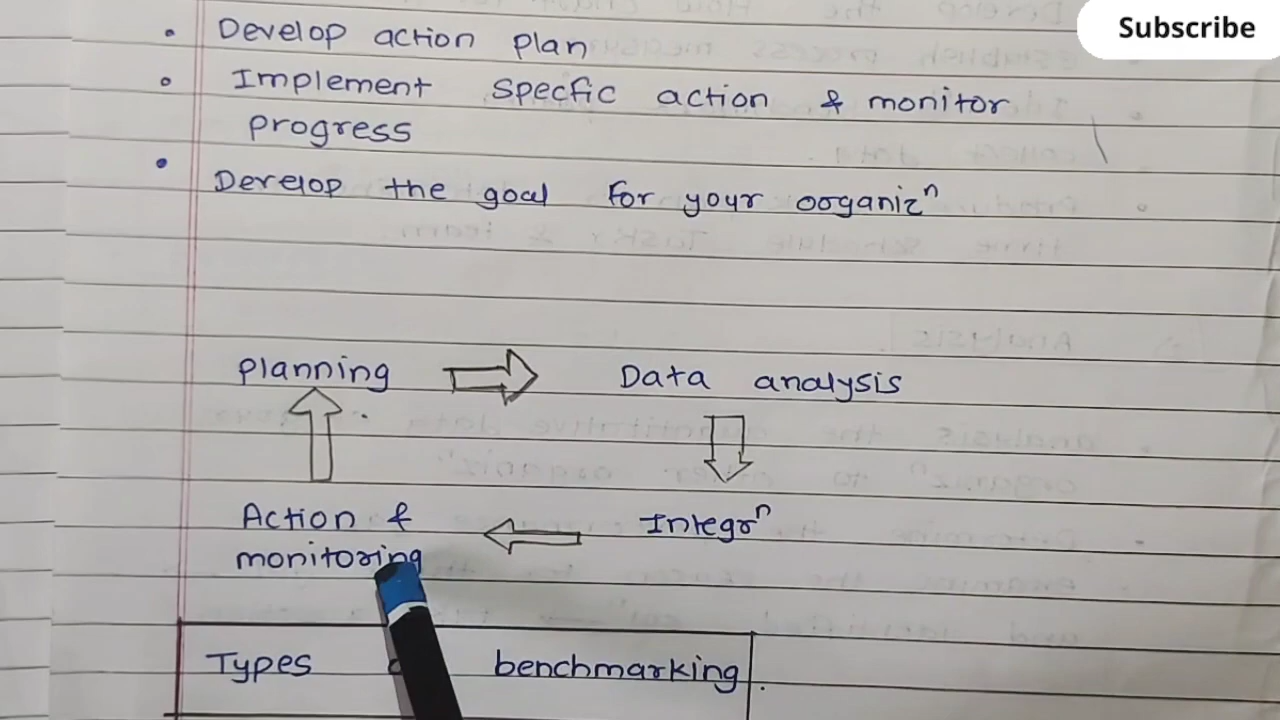 Subscribe
• Develop action plan
• Implement specfic action & monitor
progress
• Develop the goal for your oorganizⁿ
planning ⇨ Data analysis
Action & ⇦ Integrⁿ
monitoring
Types benchmarking.